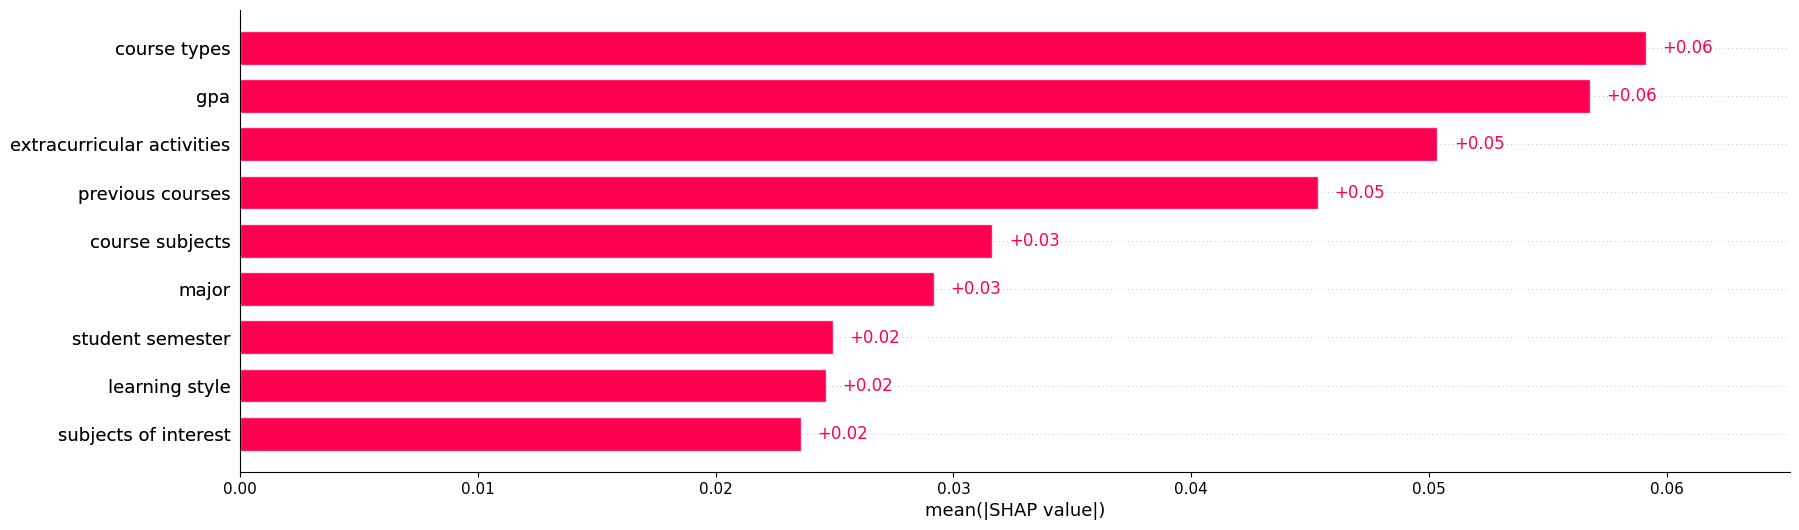 course types +0.06
gpa +0.06
extracurricular activities +0.05
previous courses +0.05
course subjects +0.03
major +0.03
student semester +0.02
learning style +0.02
subjects of interest +0.02
0.00 0.01 0.02 0.03 0.04 0.05 0.06
mean(|SHAP value|)